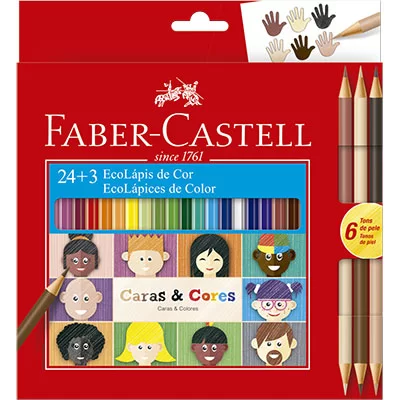 FABER-CASTELL
since 1761
24+3 EcoLápis de Cor
EcoLápices de Color
6 Tons de pele
Tonos de piel
Caras & Cores
Caras & Colores